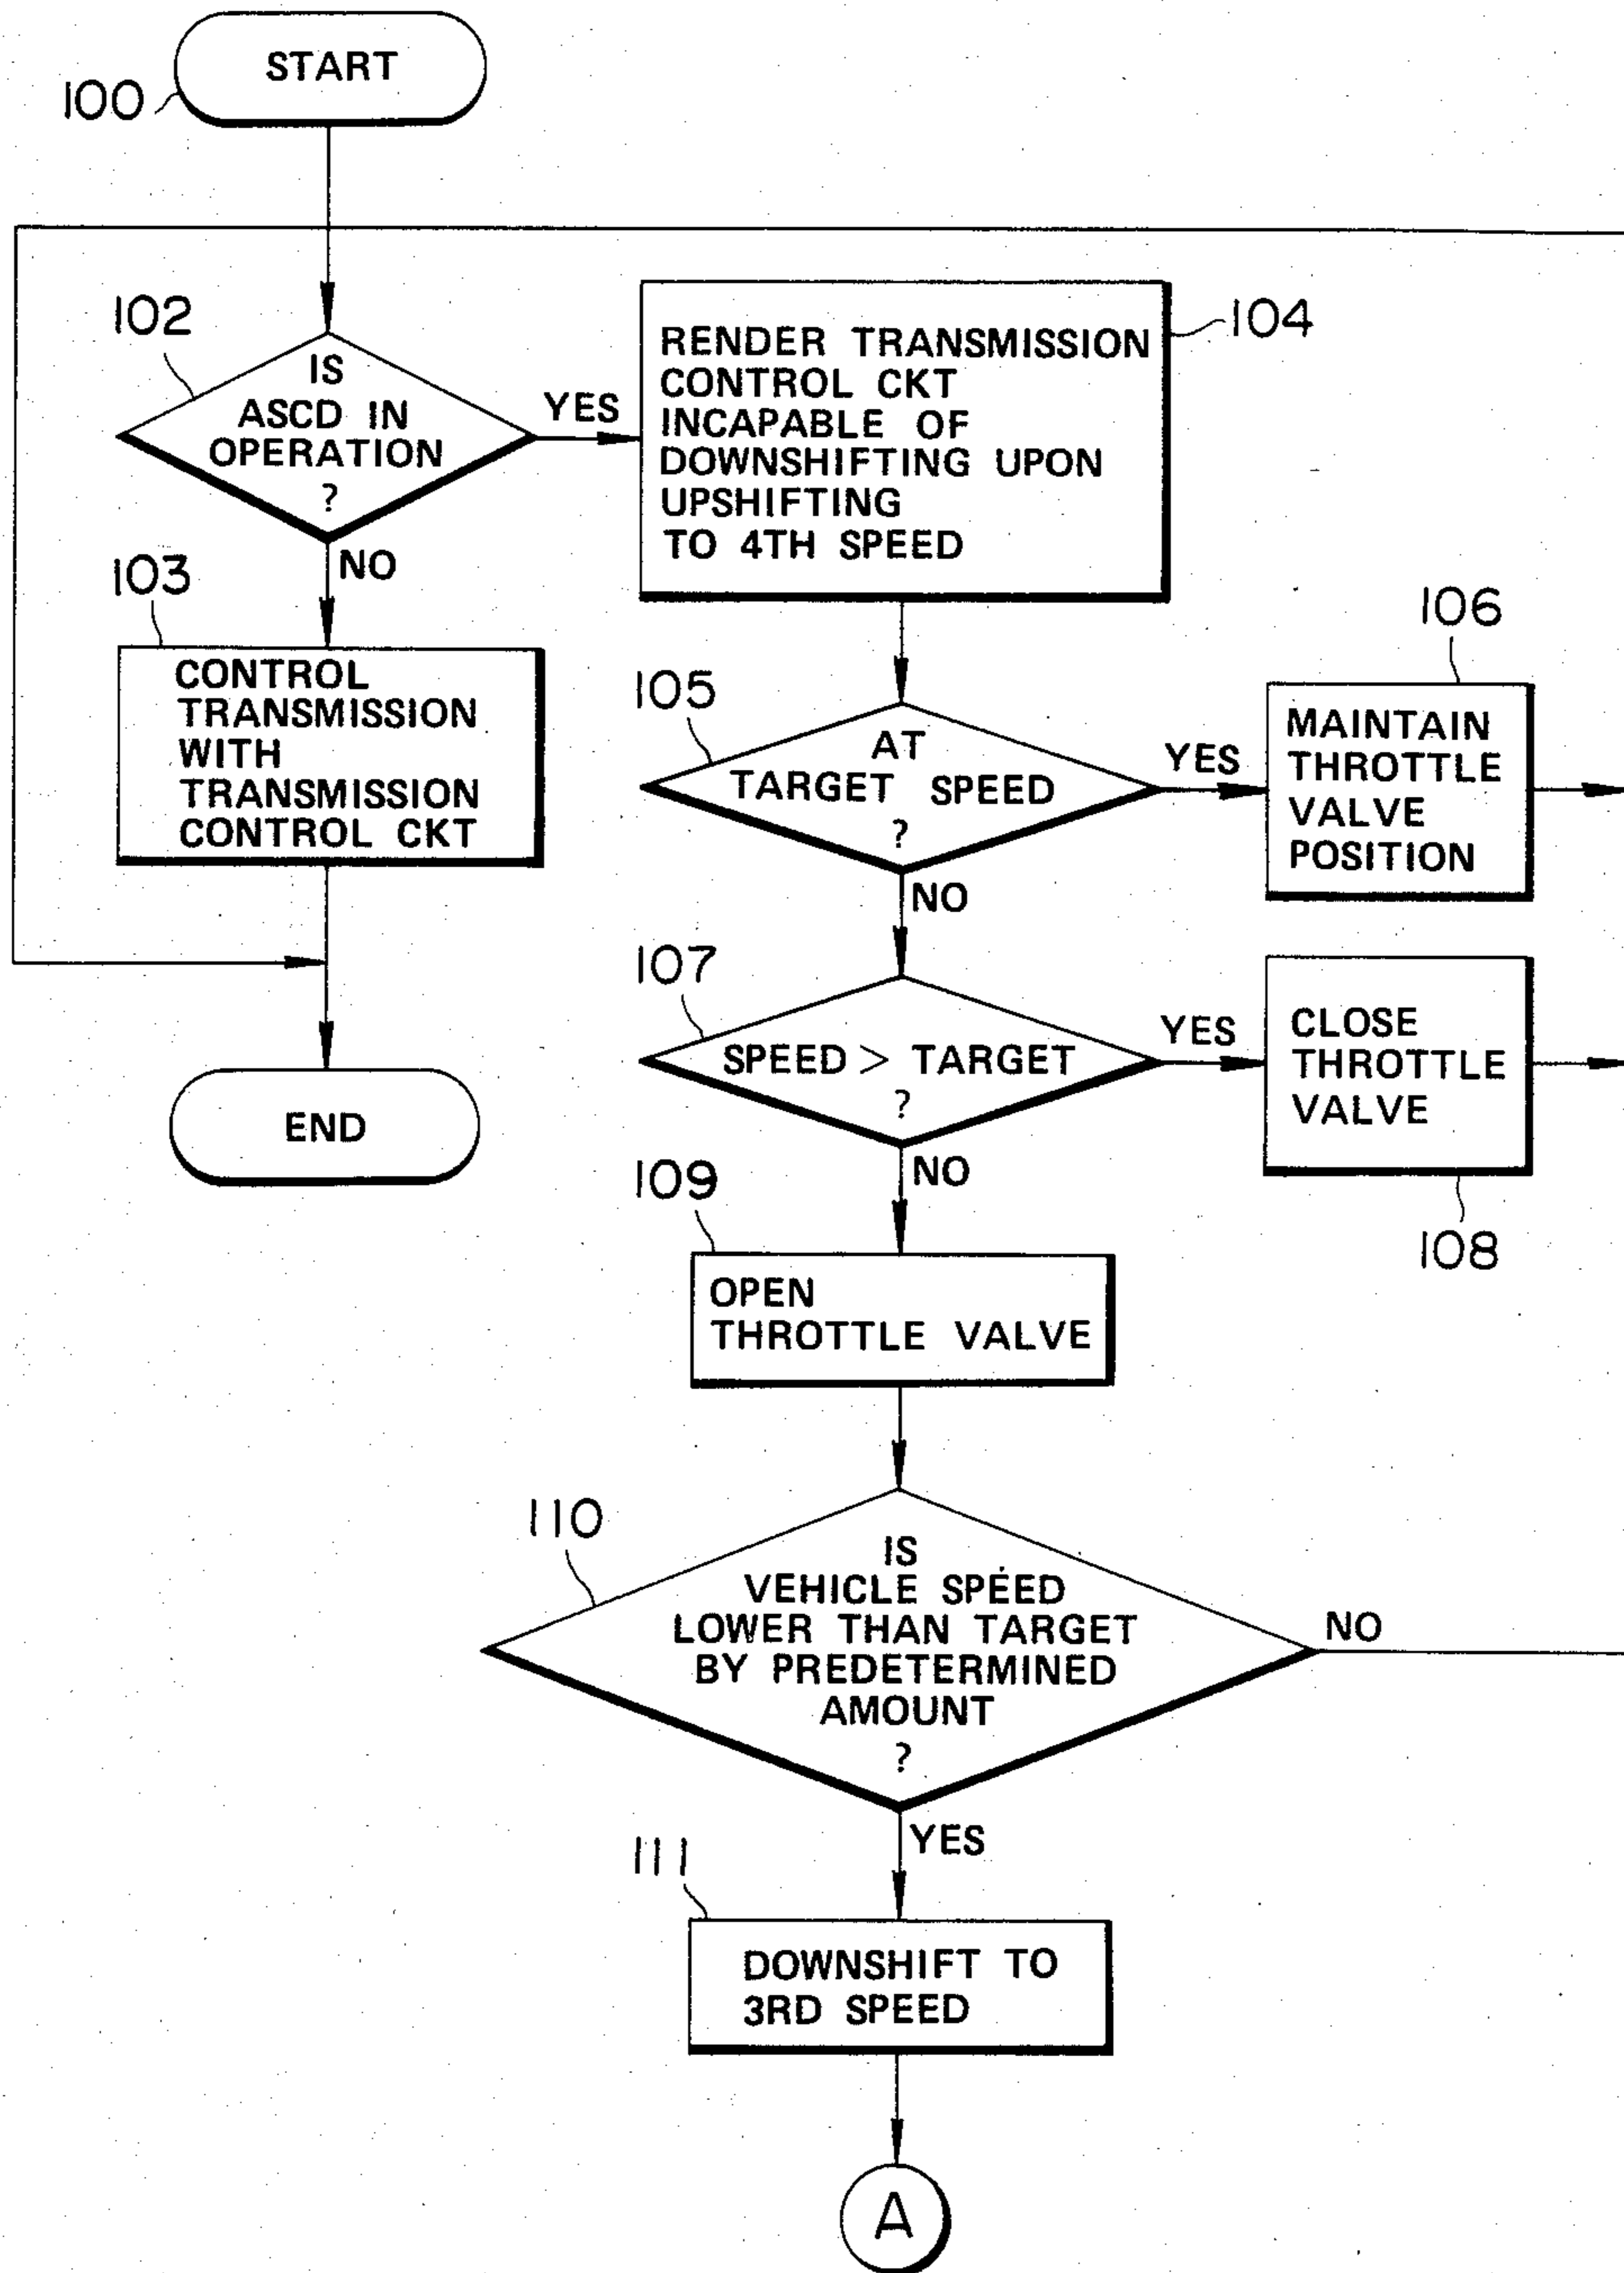 START
100
102
IS
ASCD IN
OPERATION
?
YES
NO
RENDER TRANSMISSION
CONTROL CKT
INCAPABLE OF
DOWNSHIFTING UPON
UPSHIFTING
TO 4TH SPEED
104
103
CONTROL
TRANSMISSION
WITH
TRANSMISSION
CONTROL CKT
END
105
AT
TARGET SPEED
?
YES
NO
106
MAINTAIN
THROTTLE
VALVE
POSITION
107
SPEED > TARGET
?
YES
NO
CLOSE
THROTTLE
VALVE
108
109
OPEN
THROTTLE VALVE
110
IS
VEHICLE SPEED
LOWER THAN TARGET
BY PREDETERMINED
AMOUNT
?
NO
YES
111
DOWNSHIFT TO
3RD SPEED
A